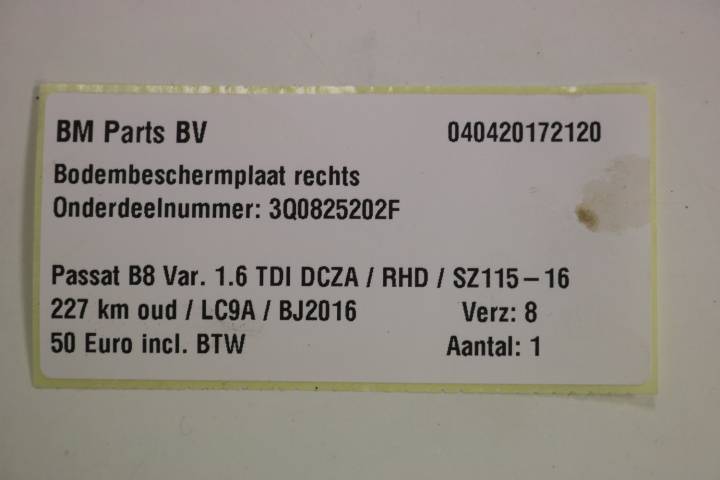 BM Parts BV 040420172120
Bodembeschermplaat rechts
Onderdeelnummer: 3Q0825202F
Passat B8 Var. 1.6 TDI DCZA / RHD / SZ115-16
227 km oud / LC9A / BJ2016 Verz: 8
50 Euro incl. BTW Aantal: 1